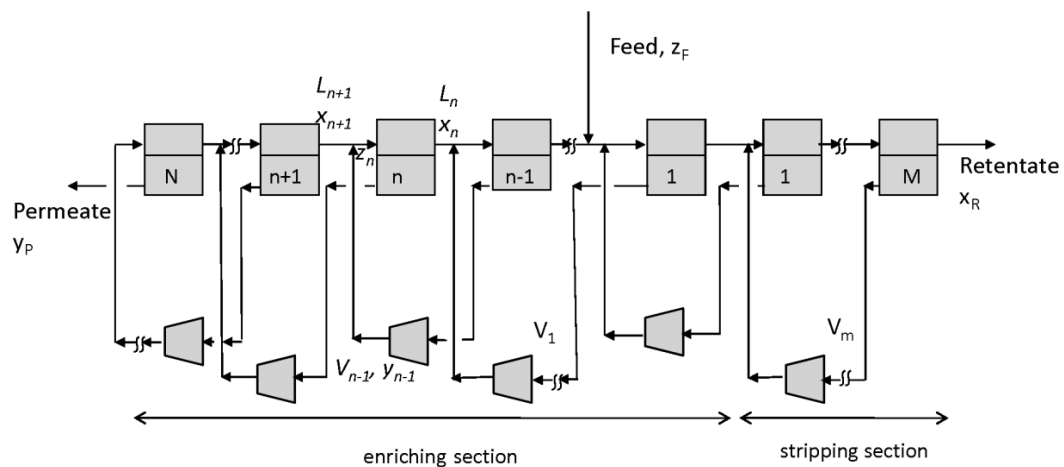 Feed, z_F
L_{n+1}
x_{n+1}
L_n
x_n
z_n
N
n+1
n
n-1
1
1
M
Retentate
x_R
Permeate
y_P
V_1
V_m
V_{n-1}, y_{n-1}
enriching section
stripping section